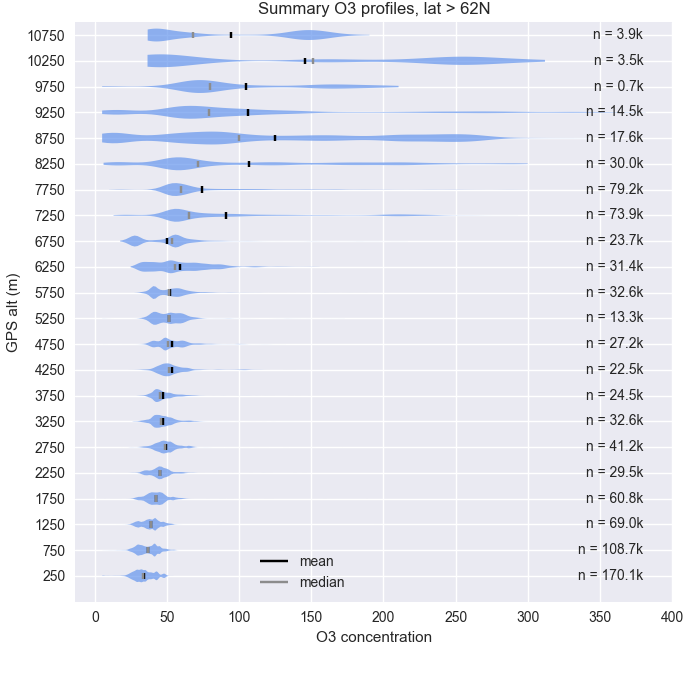 Summary O3 profiles, lat > 62N
10750 n = 3.9k
10250 n = 3.5k
9750 n = 0.7k
9250 n = 14.5k
8750 n = 17.6k
8250 n = 30.0k
7750 n = 79.2k
7250 n = 73.9k
6750 n = 23.7k
6250 n = 31.4k
5750 n = 32.6k
5250 n = 13.3k
4750 n = 27.2k
4250 n = 22.5k
3750 n = 24.5k
3250 n = 32.6k
2750 n = 41.2k
2250 n = 29.5k
1750 n = 60.8k
1250 n = 69.0k
750 n = 108.7k
250 n = 170.1k
GPS alt (m)
mean
median
0 50 100 150 200 250 300 350 400
O3 concentration